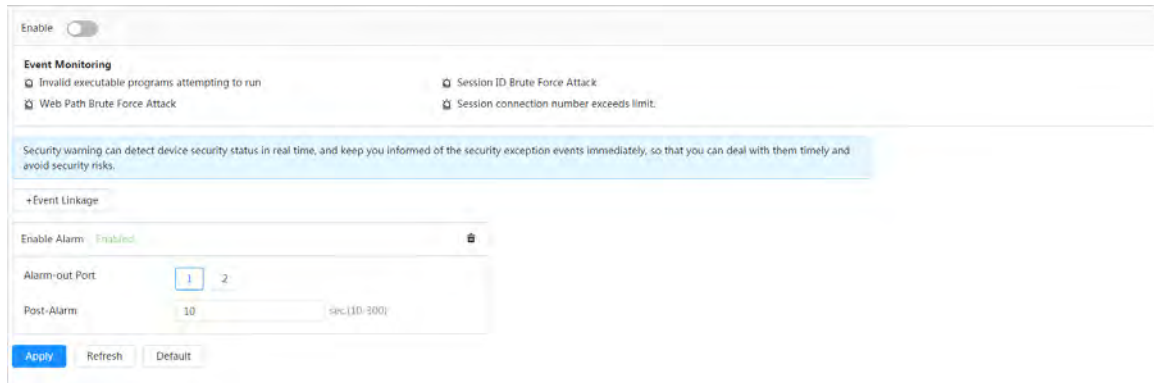 Enable
Event Monitoring
Invalid executable programs attempting to run
Session ID Brute Force Attack
Web Path Brute Force Attack
Session connection number exceeds limit.
Security warning can detect device security status in real time, and keep you informed of the security exception events immediately, so that you can deal with them timely and
avoid security risks.
+Event Linkage
Enable Alarm Enabled
Alarm-out Port 1 2
Post-Alarm 10 sec.(10-300)
Apply Refresh Default